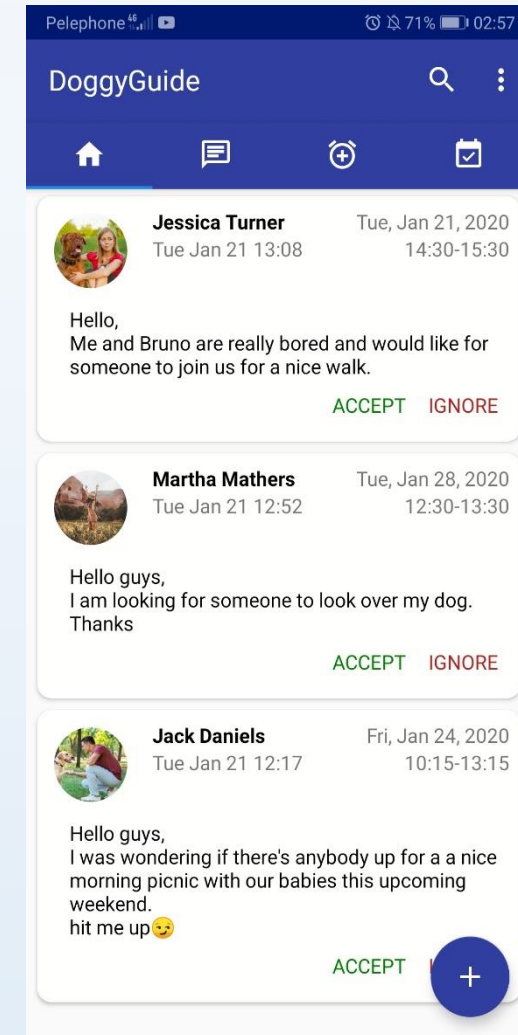 Pelephone 46 71% 02:57
DoggyGuide
Jessica Turner Tue, Jan 21, 2020
Tue Jan 21 13:08 14:30-15:30
Hello,
Me and Bruno are really bored and would like for
someone to join us for a nice walk.
ACCEPT IGNORE
Martha Mathers Tue, Jan 28, 2020
Tue Jan 21 12:52 12:30-13:30
Hello guys,
I am looking for someone to look over my dog.
Thanks
ACCEPT IGNORE
Jack Daniels Fri, Jan 24, 2020
Tue Jan 21 12:17 10:15-13:15
Hello guys,
I was wondering if there's anybody up for a a nice
morning picnic with our babies this upcoming
weekend.
hit me up😏
ACCEPT